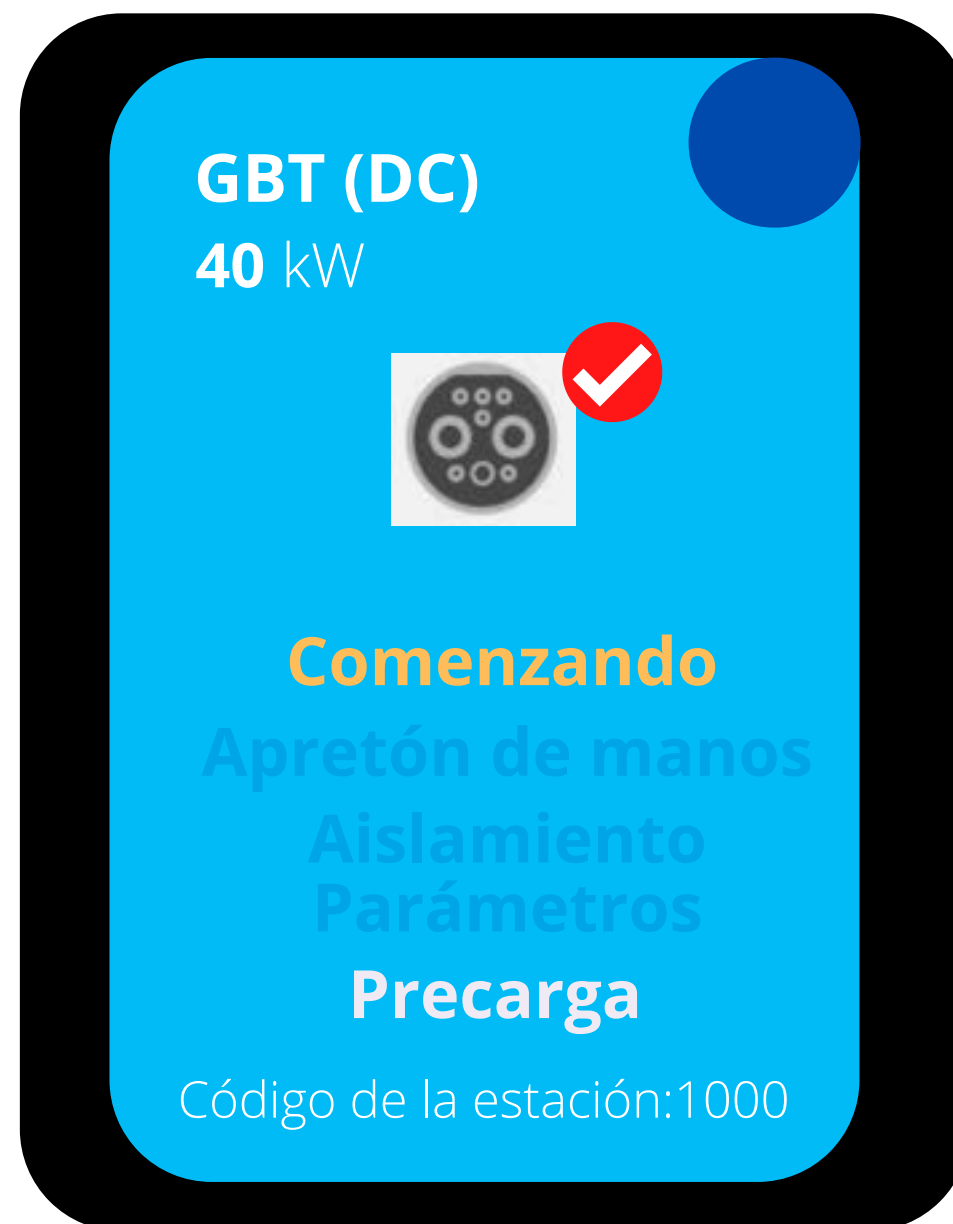 GBT (DC)
40 kW
Comenzando
Apretón de manos
Aislamiento
Parámetros
Precarga
Código de la estación:1000